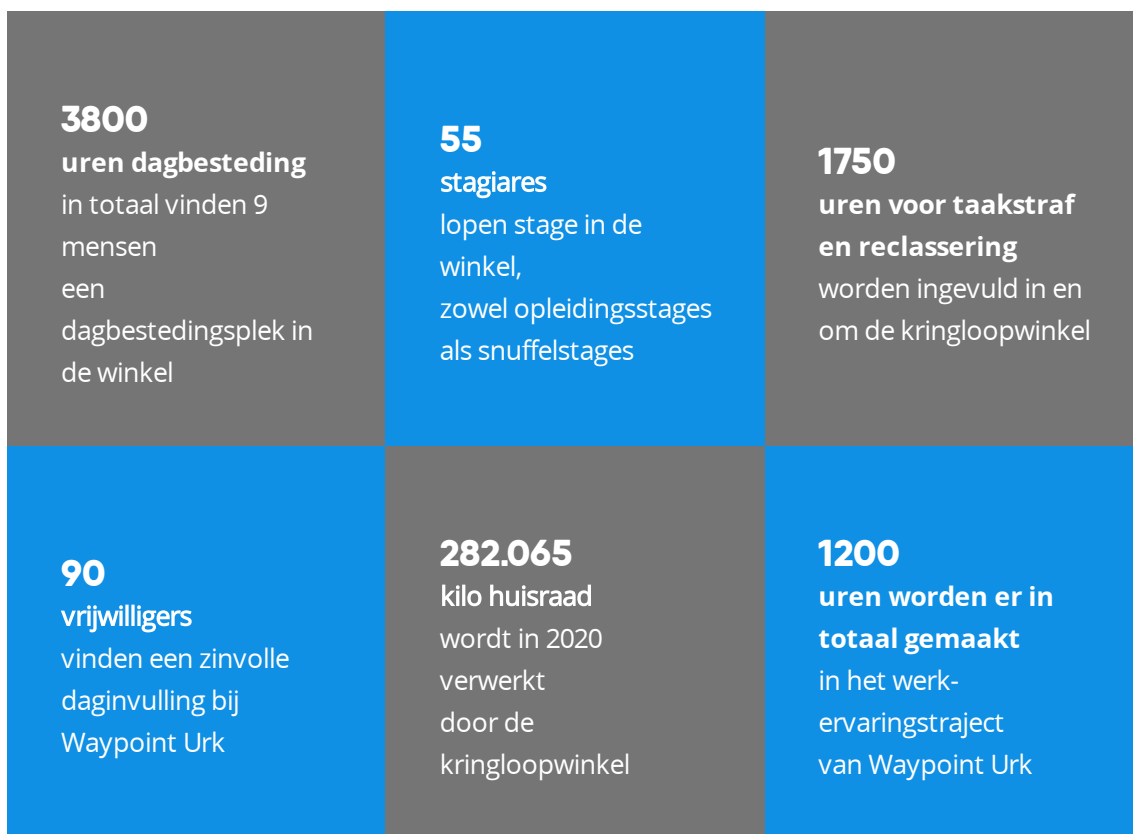 3800
uren dagbesteding
in totaal vinden 9
mensen
een
dagbestedingsplek in
de winkel
55
stagiares
lopen stage in de
winkel,
zowel opleidingsstages
als snuffelstages
1750
uren voor taakstraf
en reclassering
worden ingevuld in en
om de kringloopwinkel
90
vrijwilligers
vinden een zinvolle
daginvulling bij
Waypoint Urk
282.065
kilo huisraad
wordt in 2020
verwerkt
door de
kringloopwinkel
1200
uren worden er in
totaal gemaakt
in het werk-
ervaringstraject
van Waypoint Urk